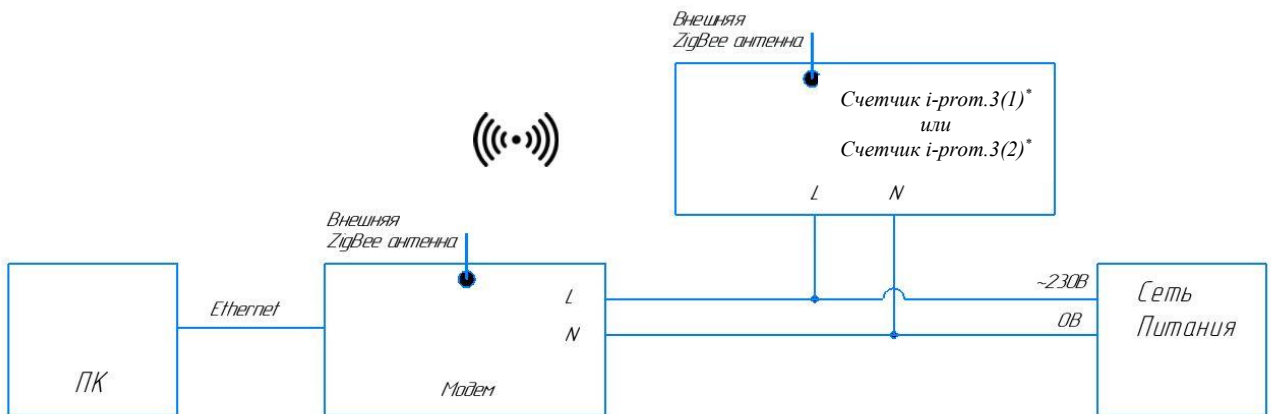 Внешняя
ZigBee антенна
Счетчик i-prom.3(1)*
или
Счетчик i-prom.3(2)*
L N
Внешняя
ZigBee антенна
ПК
Ethernet
L
N
Модем
~230В
0В
Сеть
Питания